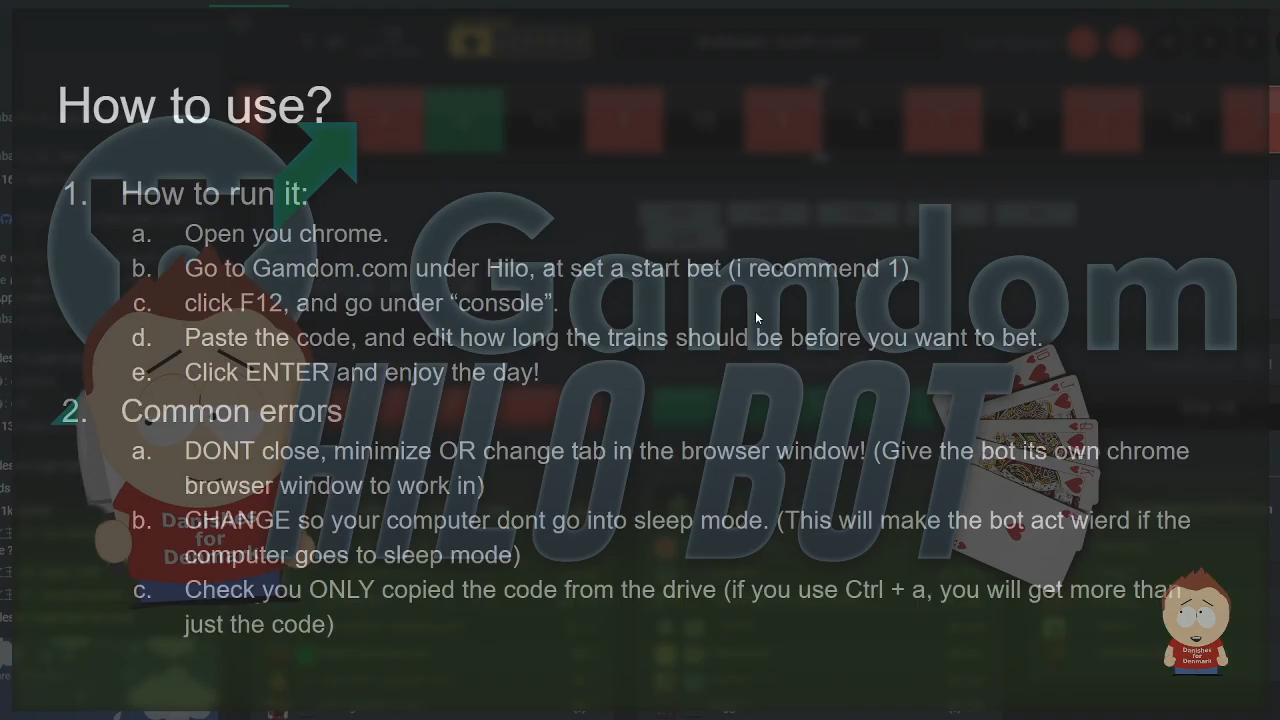 How to use?
1. How to run it:
a. Open you chrome.
b. Go to Gamdom.com under Hilo, at set a start bet (i recommend 1)
c. click F12, and go under “console”.
d. Paste the code, and edit how long the trains should be before you want to bet.
e. Click ENTER and enjoy the day!
2. Common errors
a. DONT close, minimize OR change tab in the browser window! (Give the bot its own chrome
browser window to work in)
b. CHANGE so your computer dont go into sleep mode. (This will make the bot act wierd if the
computer goes to sleep mode)
c. Check you ONLY copied the code from the drive (if you use Ctrl + a, you will get more than
just the code)
Gamdom
HILO BOT
Danishes
for
Denmark
Danishes
for
Denmark